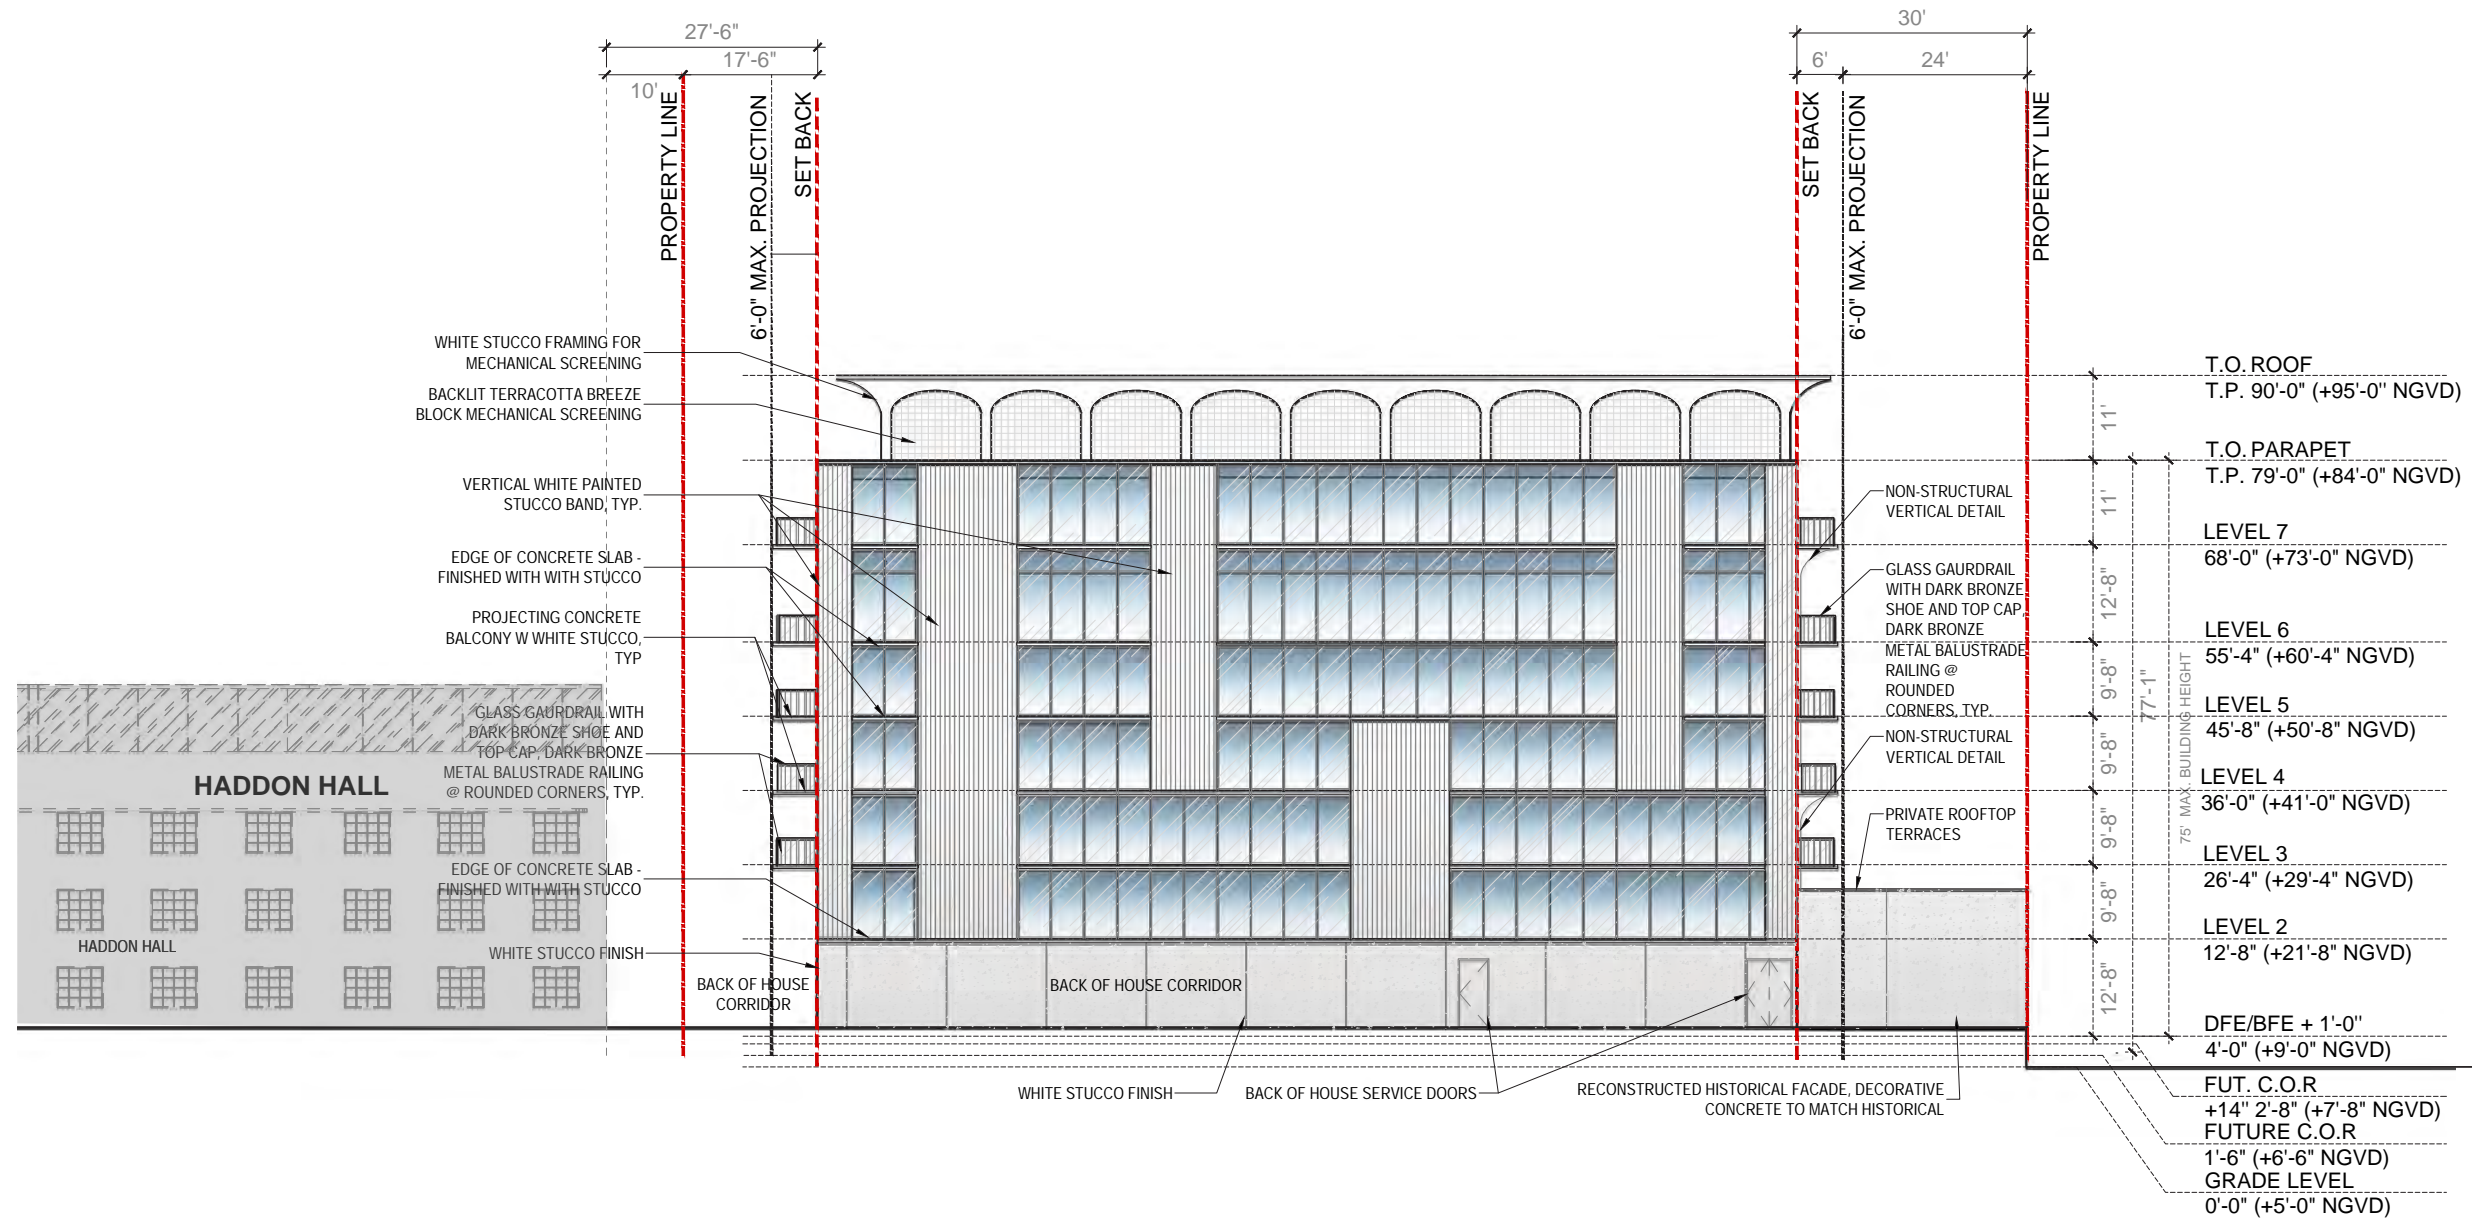 27'-6"
17'-6"
10'
PROPERTY LINE
6'-0" MAX. PROJECTION
SET BACK
30'
6'
24'
SET BACK
6'-0" MAX. PROJECTION
PROPERTY LINE
WHITE STUCCO FRAMING FOR
MECHANICAL SCREENING
BACKLIT TERRACOTTA BREEZE
BLOCK MECHANICAL SCREENING
VERTICAL WHITE PAINTED
STUCCO BAND, TYP.
EDGE OF CONCRETE SLAB -
FINISHED WITH WITH STUCCO
PROJECTING CONCRETE
BALCONY W WHITE STUCCO,
TYP
GLASS GAURDRAIL WITH
DARK BRONZE SHOE AND
TOP CAP, DARK BRONZE
METAL BALUSTRADE RAILING
@ ROUNDED CORNERS, TYP.
EDGE OF CONCRETE SLAB -
FINISHED WITH WITH STUCCO
WHITE STUCCO FINISH
HADDON HALL
HADDON HALL
BACK OF HOUSE
CORRIDOR
BACK OF HOUSE CORRIDOR
WHITE STUCCO FINISH
BACK OF HOUSE SERVICE DOORS
RECONSTRUCTED HISTORICAL FACADE, DECORATIVE
CONCRETE TO MATCH HISTORICAL
NON-STRUCTURAL
VERTICAL DETAIL
GLASS GAURDRAIL
WITH DARK BRONZE
SHOE AND TOP CAP,
DARK BRONZE
METAL BALUSTRADE
RAILING @
ROUNDED
CORNERS, TYP.
NON-STRUCTURAL
VERTICAL DETAIL
PRIVATE ROOFTOP
TERRACES
11'
11'
12'-8"
9'-8"
9'-8"
9'-8"
9'-8"
12'-8"
77'-1"
75' MAX. BUILDING HEIGHT
T.O. ROOF
T.P. 90'-0" (+95'-0" NGVD)
T.O. PARAPET
T.P. 79'-0" (+84'-0" NGVD)
LEVEL 7
68'-0" (+73'-0" NGVD)
LEVEL 6
55'-4" (+60'-4" NGVD)
LEVEL 5
45'-8" (+50'-8" NGVD)
LEVEL 4
36'-0" (+41'-0" NGVD)
LEVEL 3
26'-4" (+29'-4" NGVD)
LEVEL 2
12'-8" (+21'-8" NGVD)
DFE/BFE + 1'-0"
4'-0" (+9'-0" NGVD)
FUT. C.O.R
+14" 2'-8" (+7'-8" NGVD)
FUTURE C.O.R
1'-6" (+6'-6" NGVD)
GRADE LEVEL
0'-0" (+5'-0" NGVD)